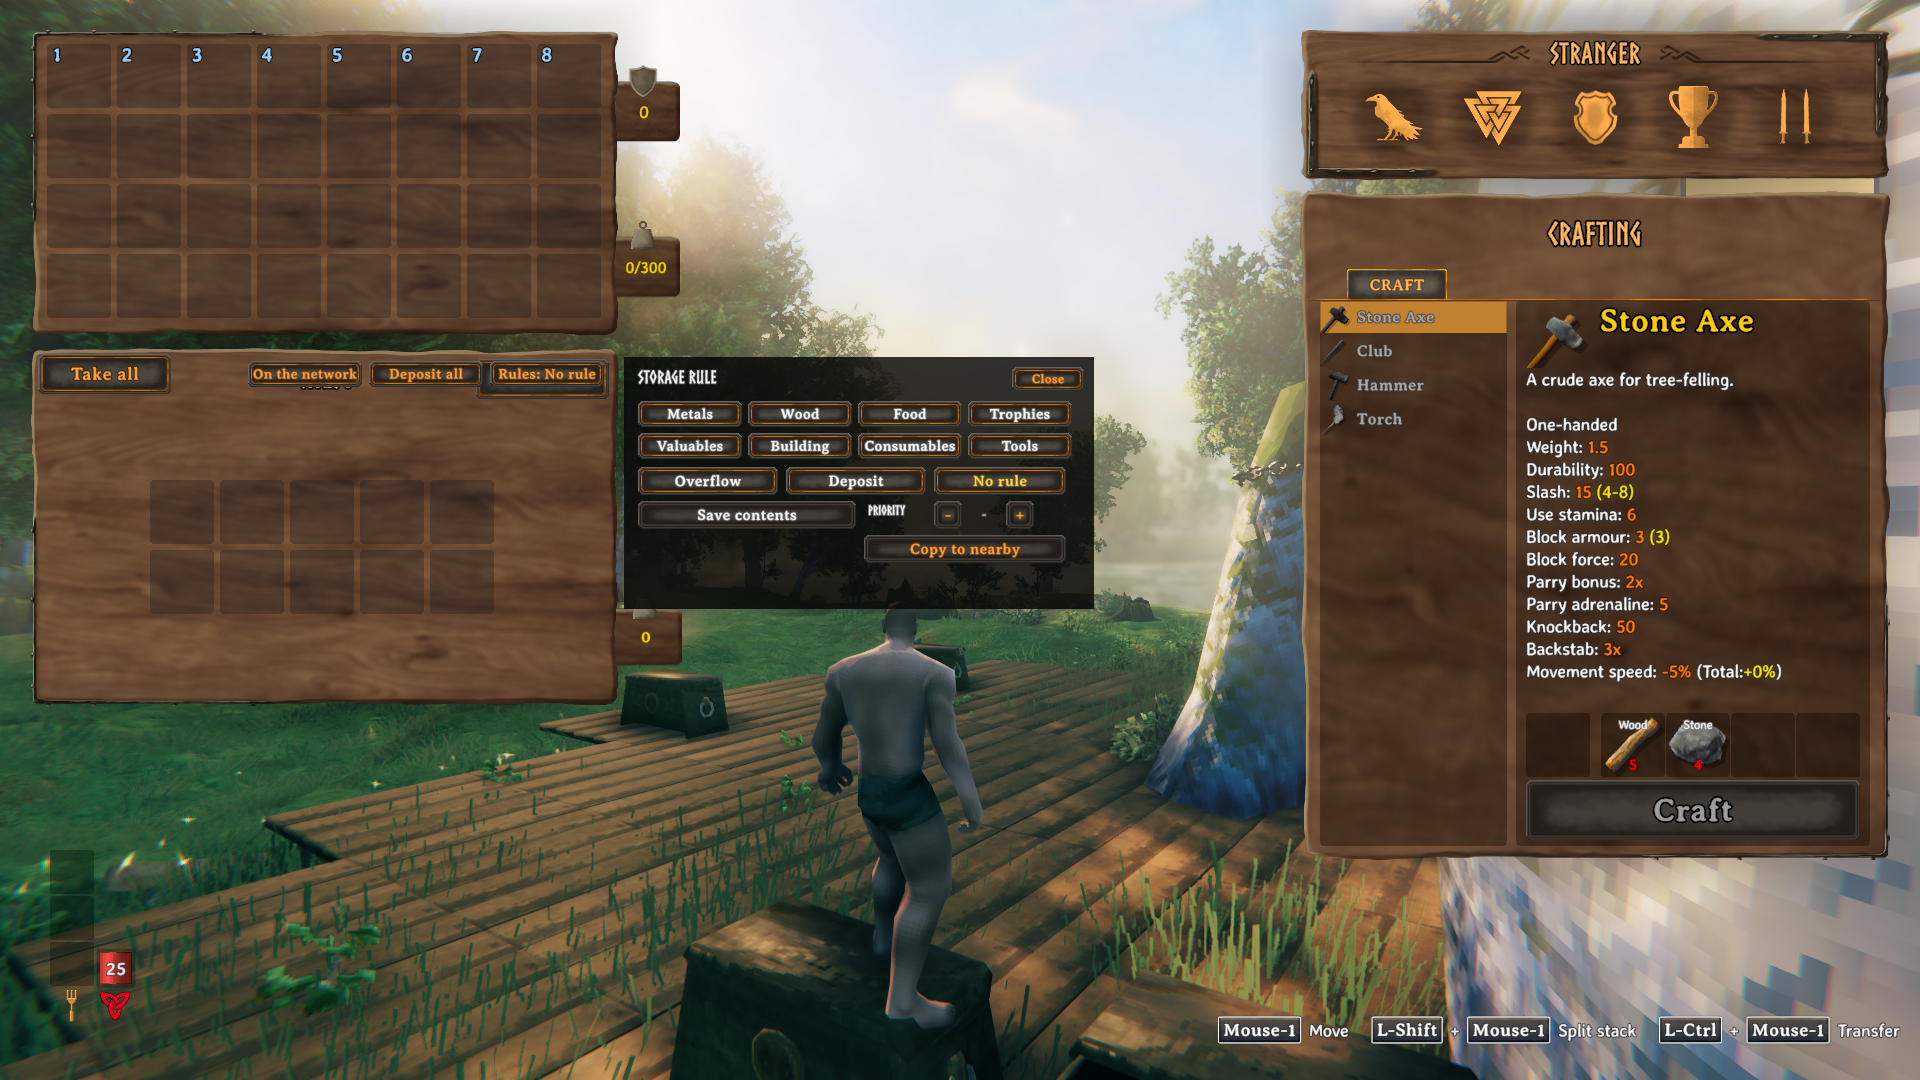 1 2 3 4 5 6 7 8
0
0/300
Take all
On the network
Deposit all
Rules: No rule
0
STORAGE RULE
Close
Metals Wood Food Trophies
Valuables Building Consumables Tools
Overflow Deposit No rule
Save contents PRIORITY - - +
Copy to nearby
STRANGER
CRAFTING
CRAFT
Stone Axe
Club
Hammer
Torch
Stone Axe
A crude axe for tree-felling.
One-handed
Weight: 1.5
Durability: 100
Slash: 15 (4-8)
Use stamina: 6
Block armour: 3 (3)
Block force: 20
Parry bonus: 2x
Parry adrenaline: 5
Knockback: 50
Backstab: 3x
Movement speed: -5% (Total:+0%)
Wood Stone
5 4
Craft
25
Mouse-1 Move L-Shift + Mouse-1 Split stack L-Ctrl + Mouse-1 Transfer